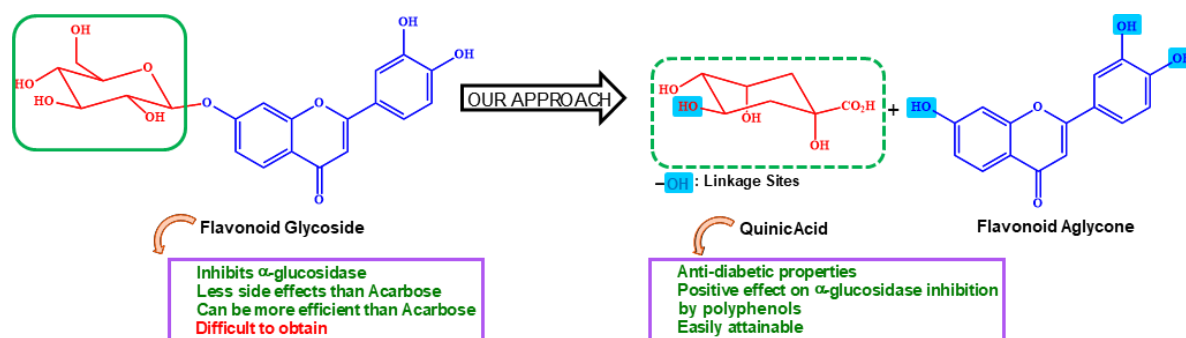 OH
OH
OH
HO
O
HO
OH
O
O
O
OUR APPROACH
HO
HO
OH
OH
CO₂H
+
OH
OH
HO
O
O
–OH : Linkage Sites
Flavonoid Glycoside
Quinic Acid
Flavonoid Aglycone
Inhibits α-glucosidase
Less side effects than Acarbose
Can be more efficient than Acarbose
Difficult to obtain
Anti-diabetic properties
Positive effect on α-glucosidase inhibition
by polyphenols
Easily attainable